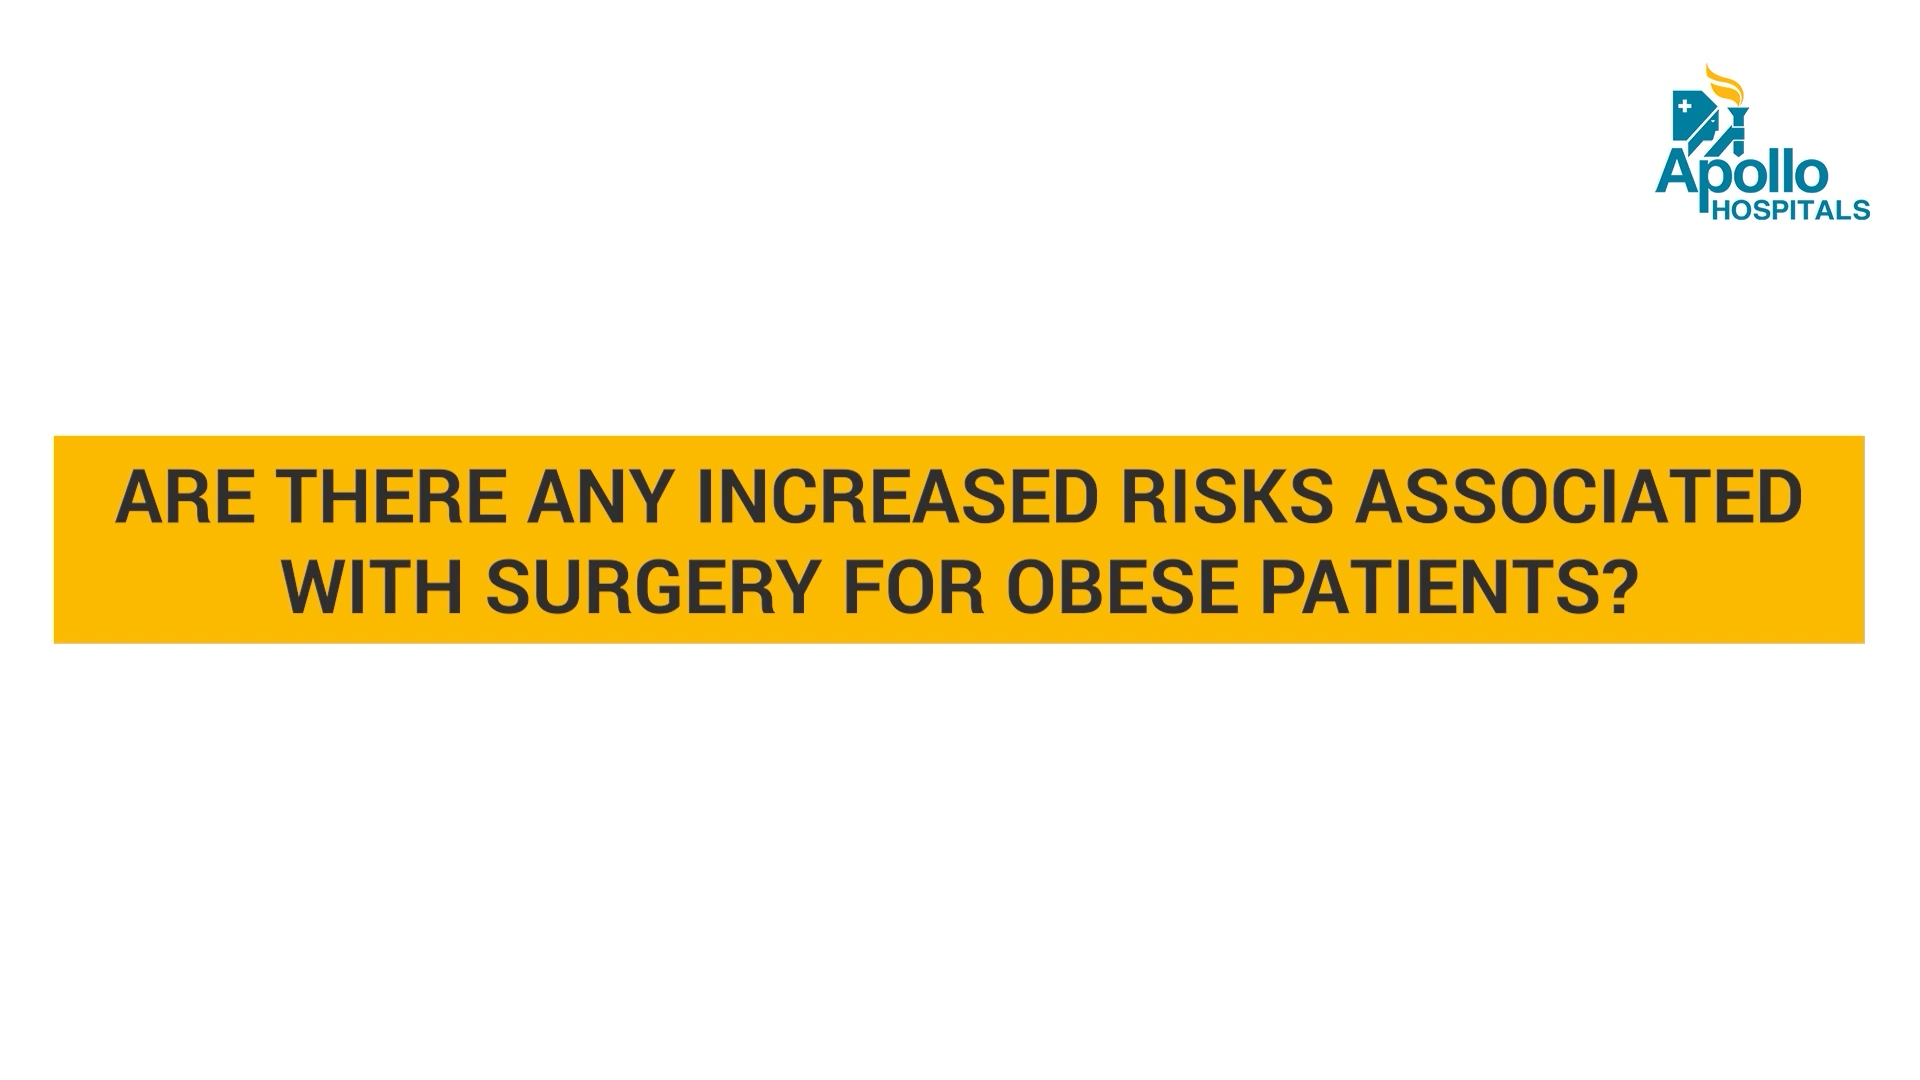 Apollo
HOSPITALS
ARE THERE ANY INCREASED RISKS ASSOCIATED
WITH SURGERY FOR OBESE PATIENTS?